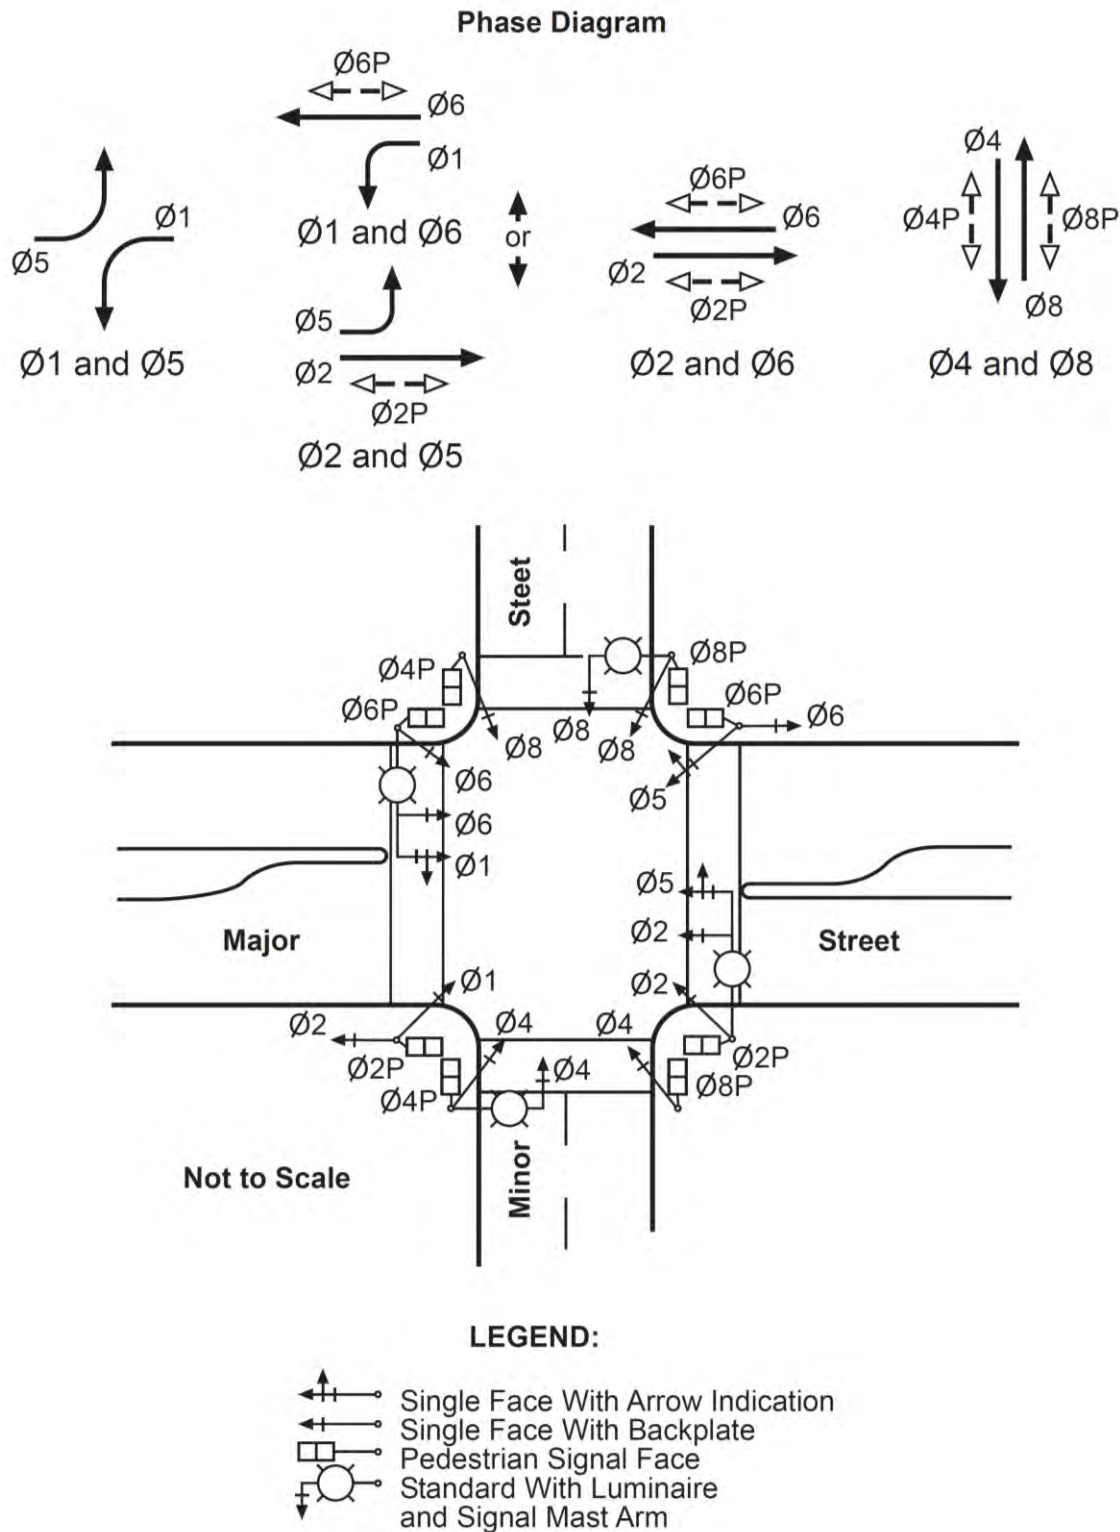 Phase Diagram
Ø6P
Ø6
Ø1
Ø1 and Ø6
Ø5
Ø1
Ø1 and Ø5
or
Ø5
Ø2
Ø2P
Ø2 and Ø5
Ø6P
Ø6
Ø2
Ø2P
Ø2 and Ø6
Ø4
Ø4P
Ø8P
Ø8
Ø4 and Ø8
Steet
Ø4P
Ø8P
Ø6P
Ø6P
Ø6
Ø8
Ø8
Ø8
Ø6
Ø5
Ø6
Ø1
Ø5
Major
Ø2
Street
Ø1
Ø2
Ø2
Ø4
Ø4
Ø2P
Ø4
Ø2P
Ø4P
Ø8P
Minor
Not to Scale
LEGEND:
Single Face With Arrow Indication
Single Face With Backplate
Pedestrian Signal Face
Standard With Luminaire
and Signal Mast Arm